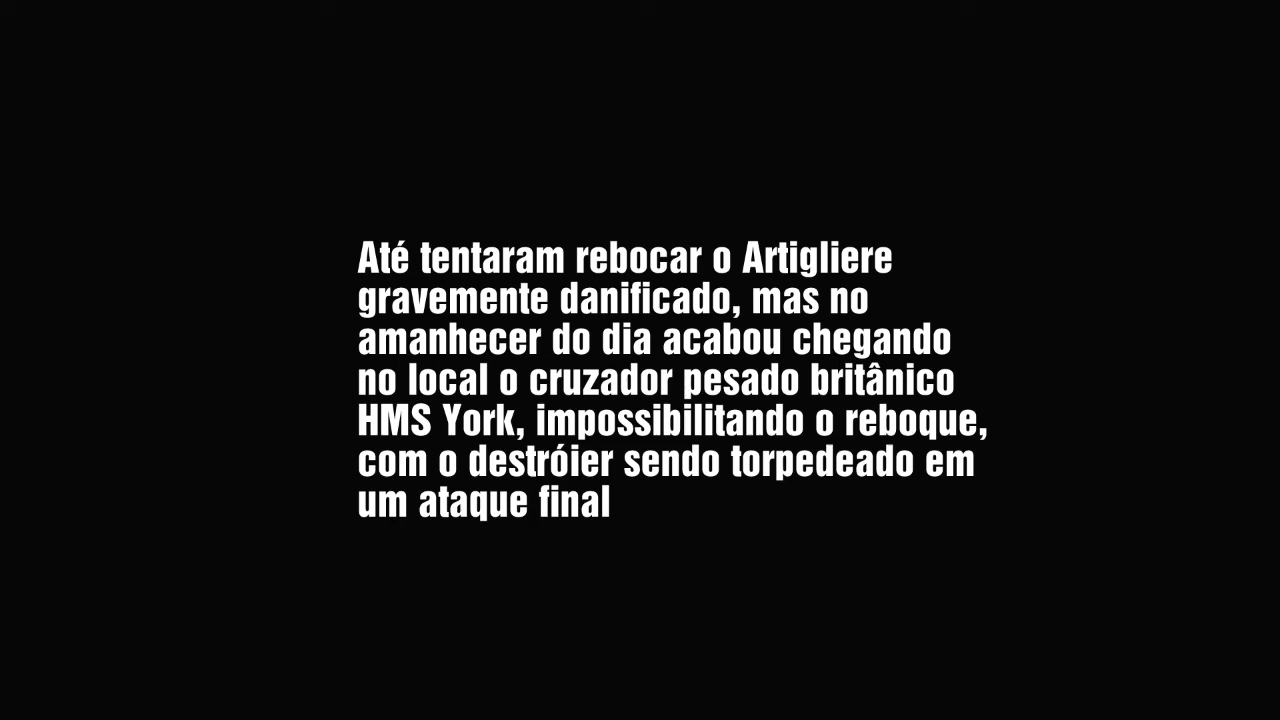 Até tentaram rebocar o Artigliere
gravemente danificado, mas no
amanhecer do dia acabou chegando
no local o cruzador pesado britânico
HMS York, impossibilitando o reboque,
com o destróier sendo torpedeado em
um ataque final